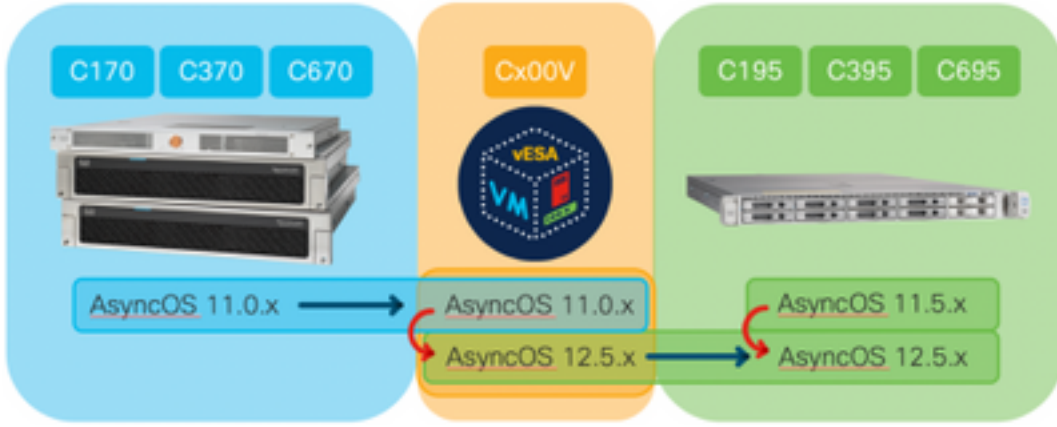 C170 C370 C670 Cx00V C195 C395 C695
vESA
VM
AsyncOS 11.0.x AsyncOS 11.0.x AsyncOS 11.5.x
AsyncOS 12.5.x AsyncOS 12.5.x